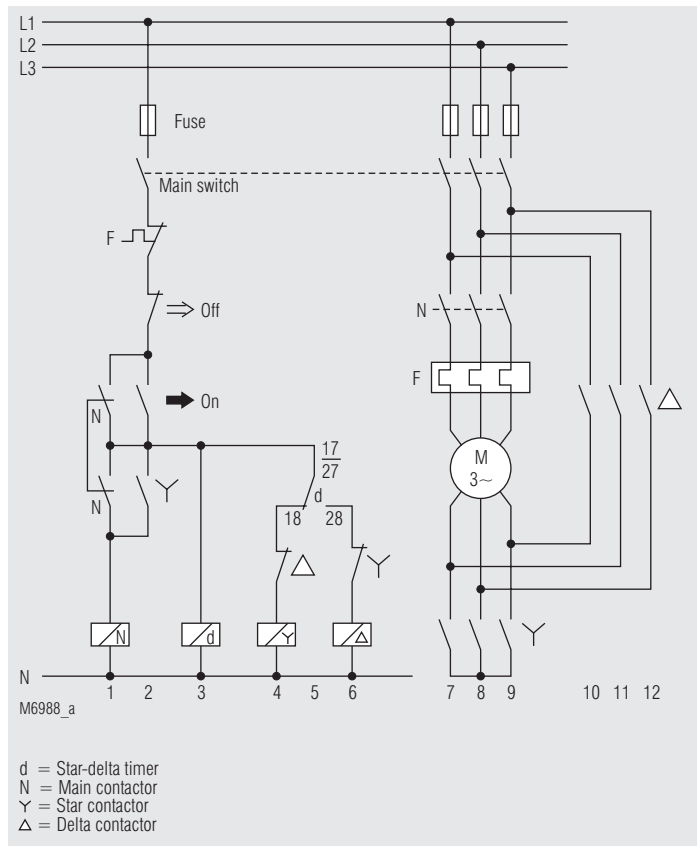 L1
L2
L3
Fuse
Main switch
F
Off
N
F
On
N
17
27
M
3~
d
N
18 28
N d Y Δ
N
1 2 3 4 5 6 7 8 9 10 11 12
M6988_a
d = Star-delta timer
N = Main contactor
Y = Star contactor
Δ = Delta contactor